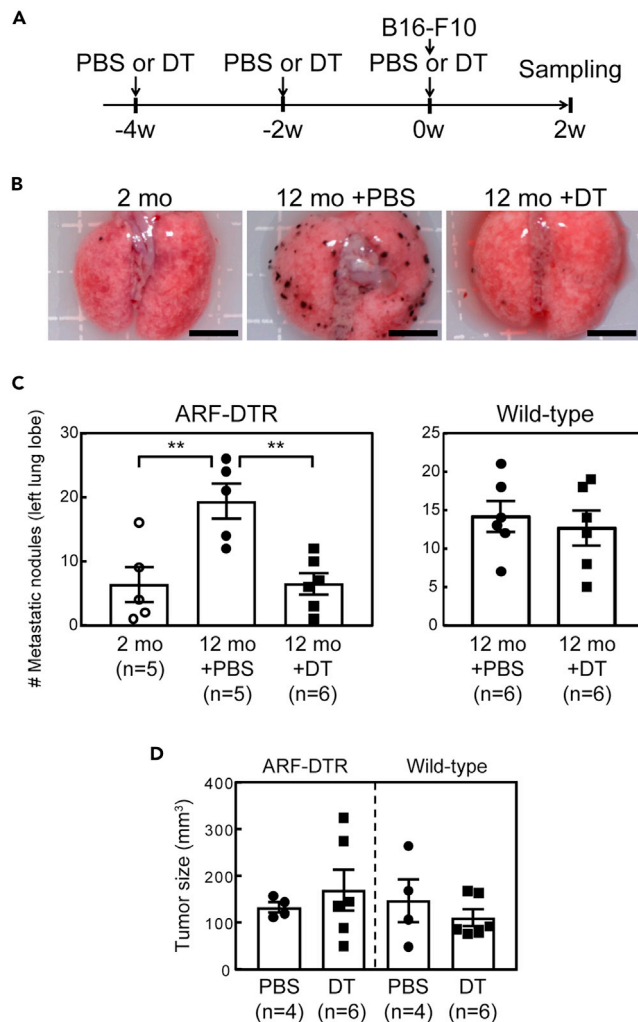 A
B16-F10
PBS or DT PBS or DT PBS or DT Sampling
-4w -2w 0w 2w
B
2 mo 12 mo +PBS 12 mo +DT
C
ARF-DTR
# Metastatic nodules (left lung lobe)
30
20
10
0
** **
2 mo
(n=5)
12 mo
+PBS
(n=5)
12 mo
+DT
(n=6)
Wild-type
25
20
15
10
5
0
12 mo
+PBS
(n=6)
12 mo
+DT
(n=6)
D
ARF-DTR Wild-type
Tumor size (mm³)
400
300
200
100
0
PBS
(n=4)
DT
(n=6)
PBS
(n=4)
DT
(n=6)